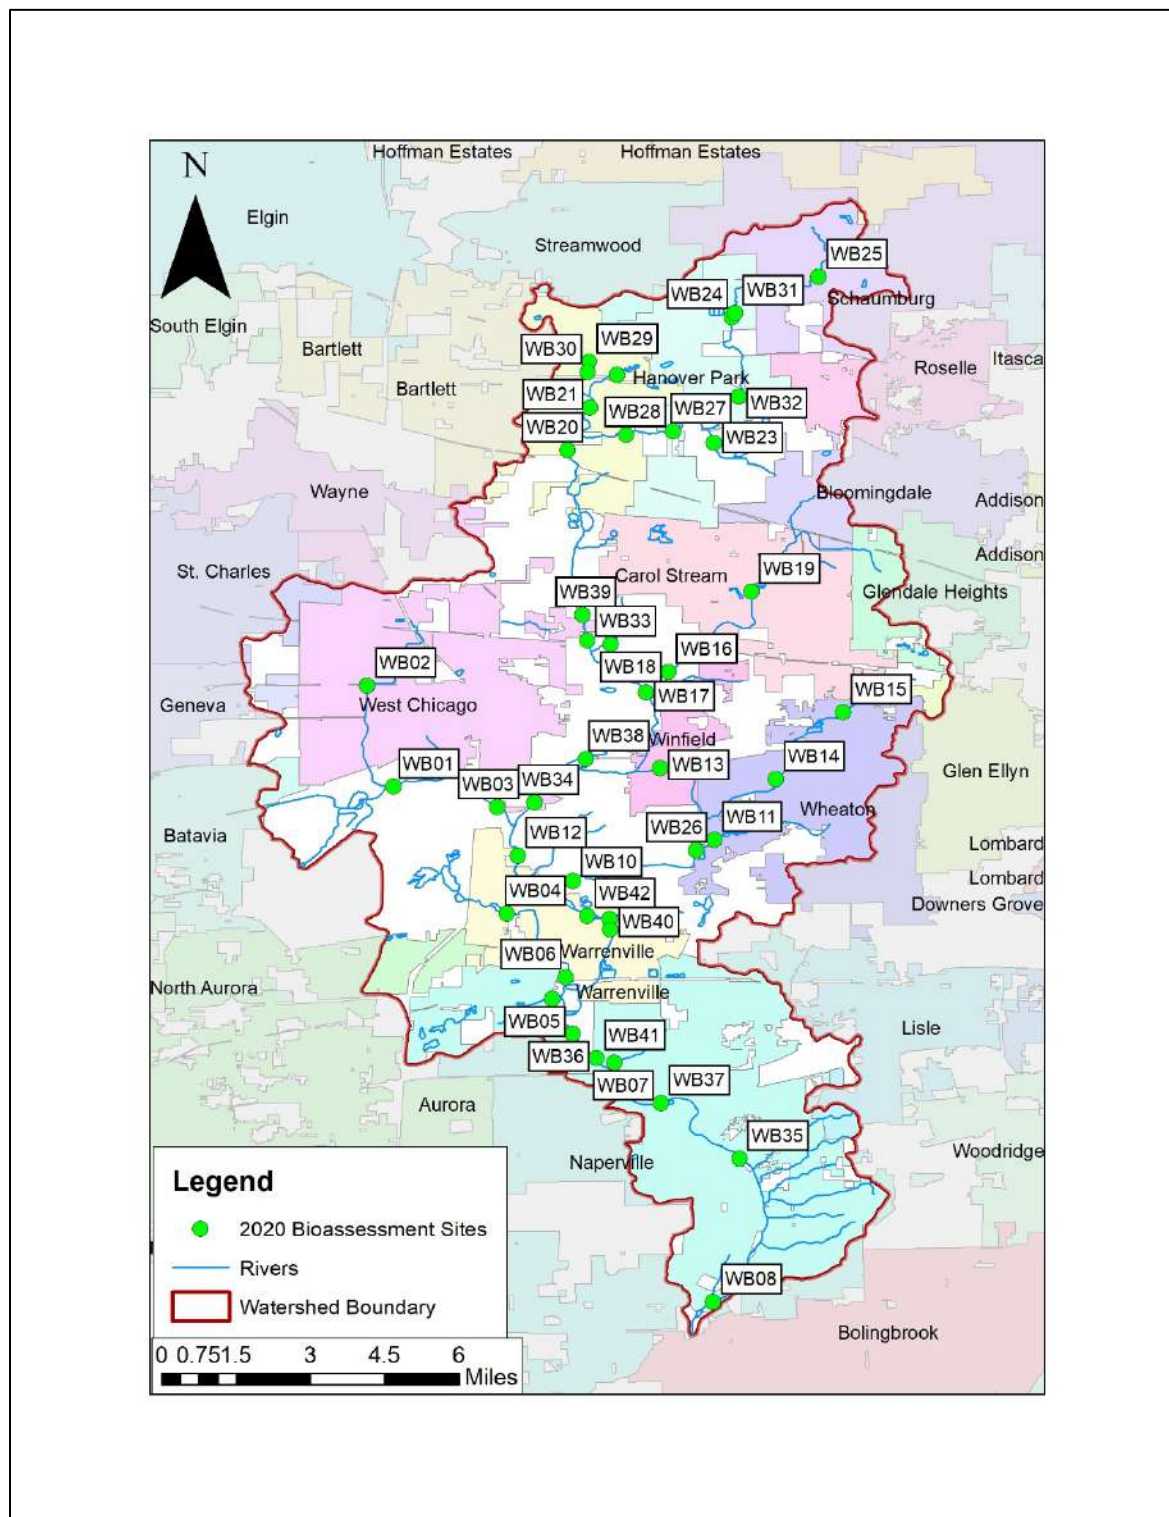 Hoffman Estates Hoffman Estates
N
Elgin
Streamwood
WB25
WB24 WB31
Schaumburg
South Elgin
Bartlett
WB30 WB29
Itasca
Roselle
Hanover Park
Bartlett
WB21
WB28 WB27 WB32
WB20 WB23
Wayne
Bloomingdale
Addison
Addison
St. Charles
Carol Stream
WB19
Glendale Heights
WB39
WB33
WB02
WB18 WB16
WB17 WB15
Geneva
West Chicago
WB38 Winfield
WB13 WB14
WB01
Glen Ellyn
WB03 WB34
Wheaton
Batavia
WB12 WB26 WB11
Lombard
WB10
Lombard
WB04 WB42
Downers Grove
WB40
WB06
Warrenville
North Aurora
Warrenville
WB05
Lisle
WB36 WB41
WB07 WB37
Aurora
WB35
Woodridge
Naperville
WB08
Bolingbrook
Legend
2020 Bioassessment Sites
Rivers
Watershed Boundary
0 0.75 1.5 3 4.5 6
Miles